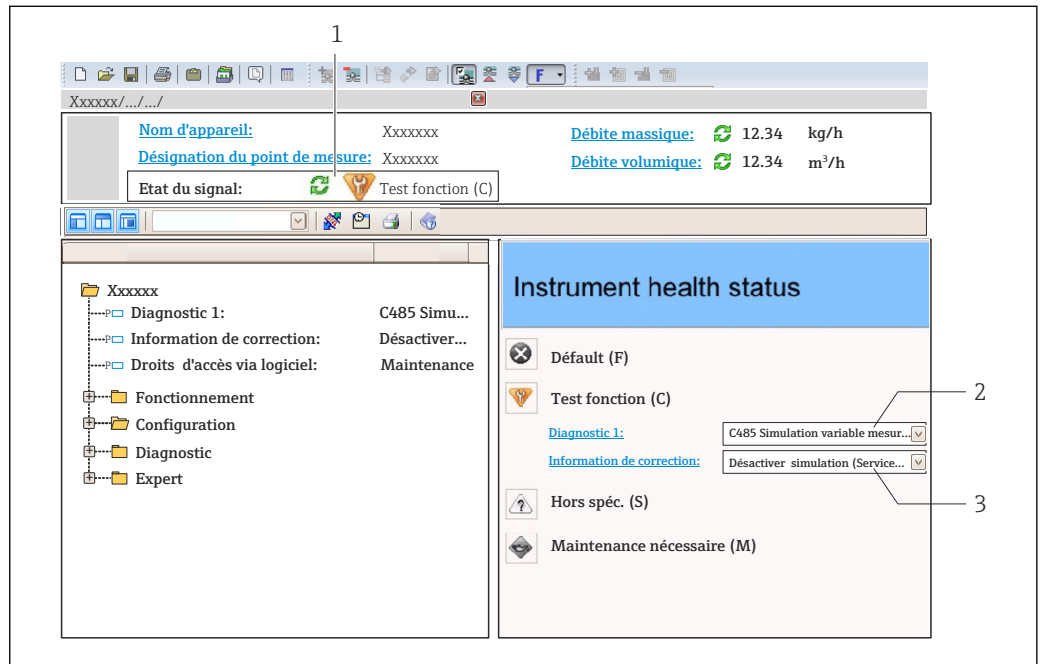 1
F
Xxxxxx/.../.../
Nom d'appareil: Xxxxxxx Débite massique: 12.34 kg/h
Désignation du point de mesure: Xxxxxxx Débite volumique: 12.34 m³/h
Etat du signal: Test fonction (C)
Xxxxxx
P Diagnostic 1: C485 Simu...
P Information de correction: Désactiver...
P Droits d'accès via logiciel: Maintenance
Fonctionnement
Configuration
Diagnostic
Expert
Instrument health status
Défault (F)
Test fonction (C)
Diagnostic 1: C485 Simulation variable mesur...
2
Information de correction: Désactiver simulation (Service...
3
Hors spéc. (S)
Maintenance nécessaire (M)